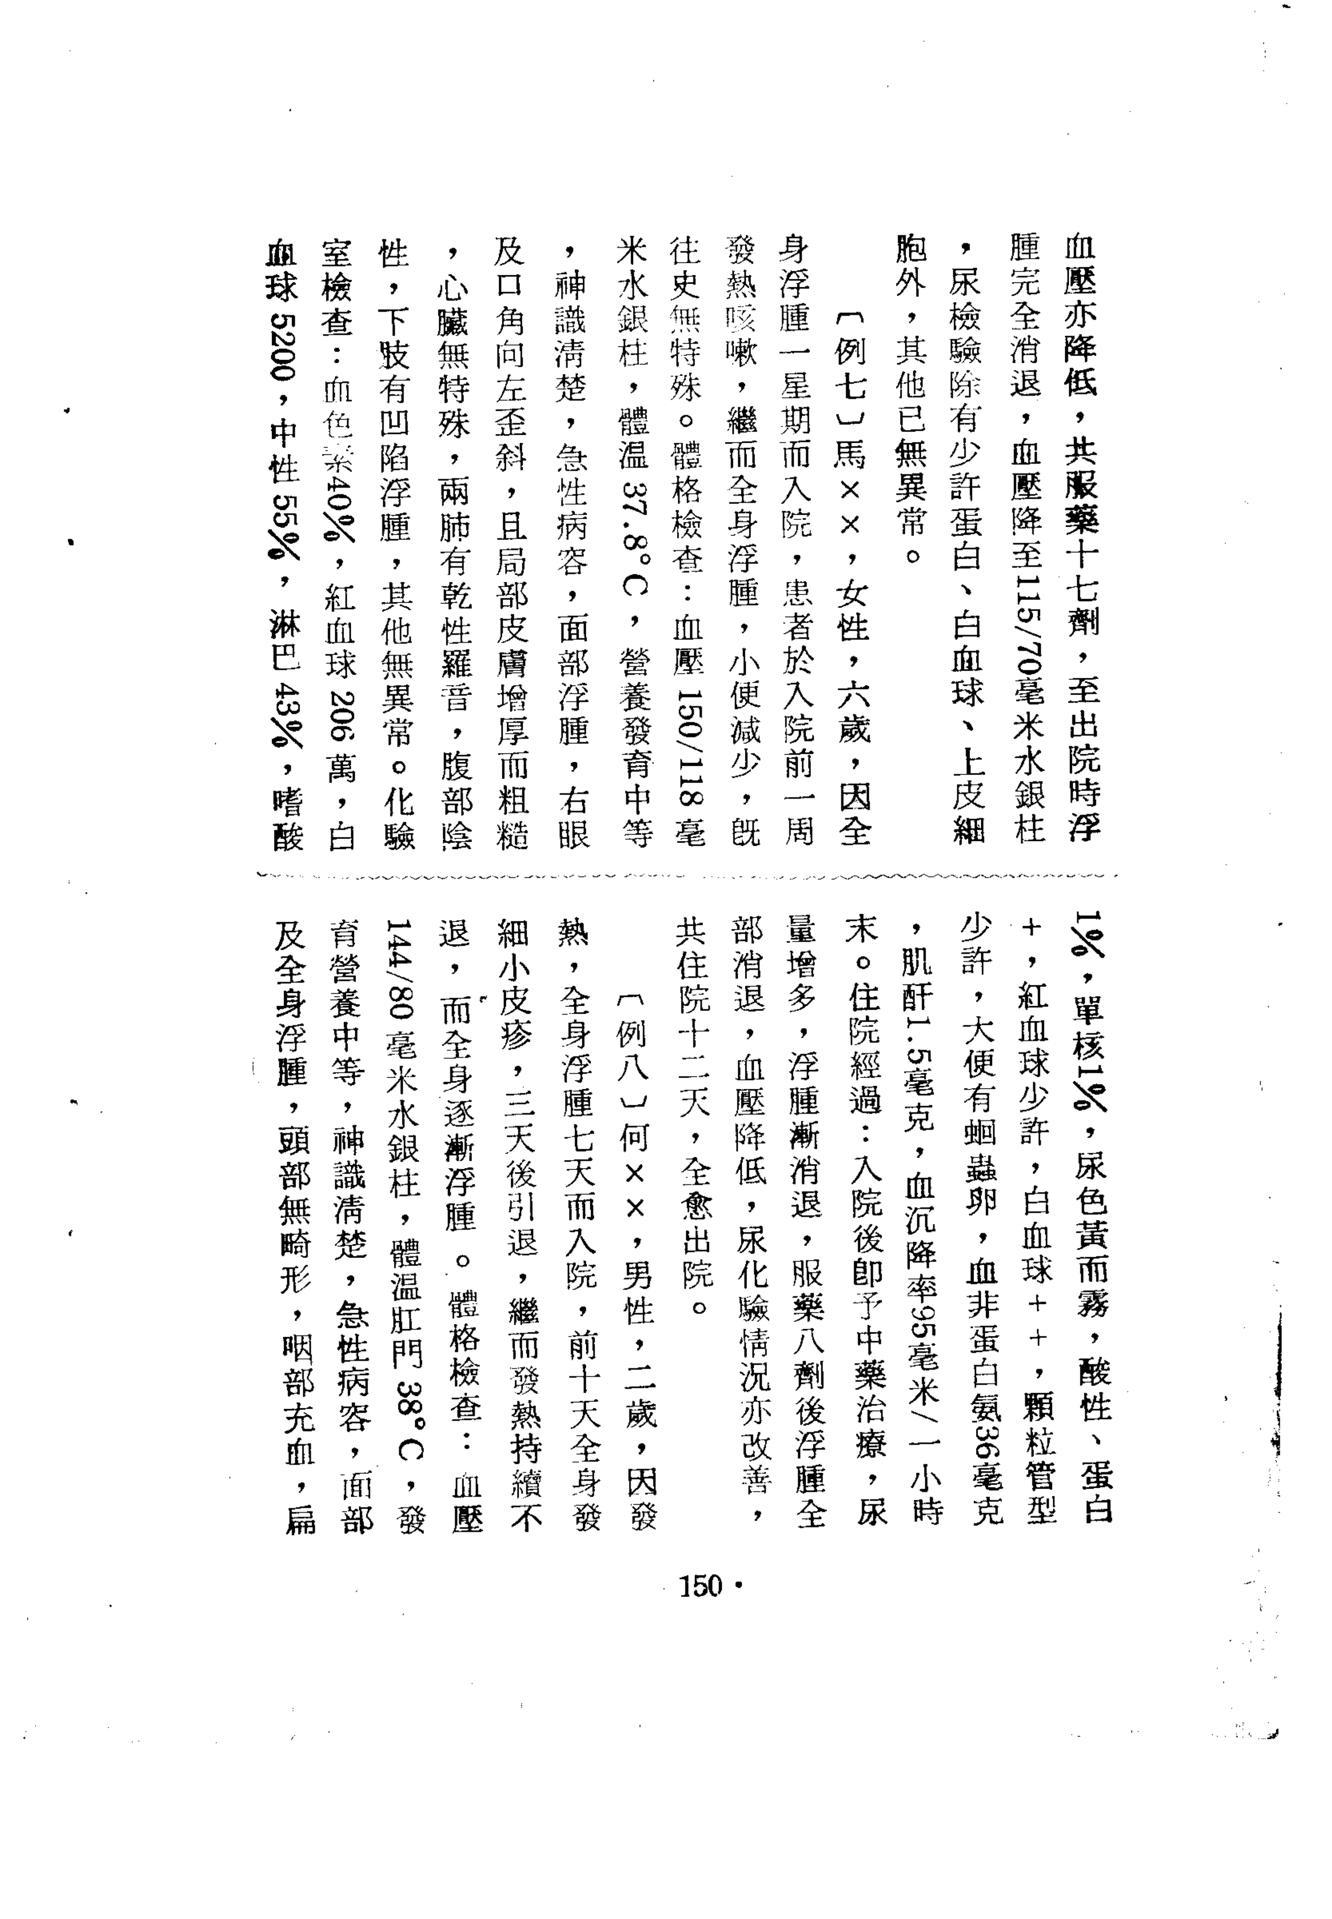 血壓亦降低，共服藥十七劑，至出院時浮
腫完全消退，血壓降至115/70毫米水銀柱
，尿檢驗除有少許蛋白、白血球、上皮細
胞外，其他已無異常。
〔例七〕馬××，女性，六歲，因全
身浮腫一星期而入院，患者於入院前一周
發熱咳嗽，繼而全身浮腫，小便減少，既
往史無特殊。體格檢查：血壓150/118毫
米水銀柱，體溫37.8°C，營養發育中等
，神識清楚，急性病容，面部浮腫，右眼
及口角向左歪斜，且局部皮膚增厚而粗糙
，心臟無特殊，兩肺有乾性羅音，腹部陰
性，下肢有凹陷浮腫，其他無異常。化驗
室檢查：血色素40%，紅血球206萬，白
血球5200，中性55%，淋巴43%，嗜酸
1%，單核1%，尿色黃而霧，酸性、蛋白
+，紅血球少許，白血球++，顆粒管型
少許，大便有蛔蟲卵，血非蛋白氨36毫克
，肌酐1.5毫克，血沉降率95毫米/一小時
末。住院經過：入院後卽予中藥治療，尿
量增多，浮腫漸消退，服藥八劑後浮腫全
部消退，血壓降低，尿化驗情況亦改善，
共住院十二天，全愈出院。
〔例八〕何××，男性，二歲，因發
熱，全身浮腫七天而入院，前十天全身發
細小皮疹，三天後引退，繼而發熱持續不
退，而全身逐漸浮腫。體格檢查：血壓
144/80毫米水銀柱，體溫肛門38°C，發
育營養中等，神識清楚，急性病容，面部
及全身浮腫，頭部無畸形，咽部充血，扁
150·